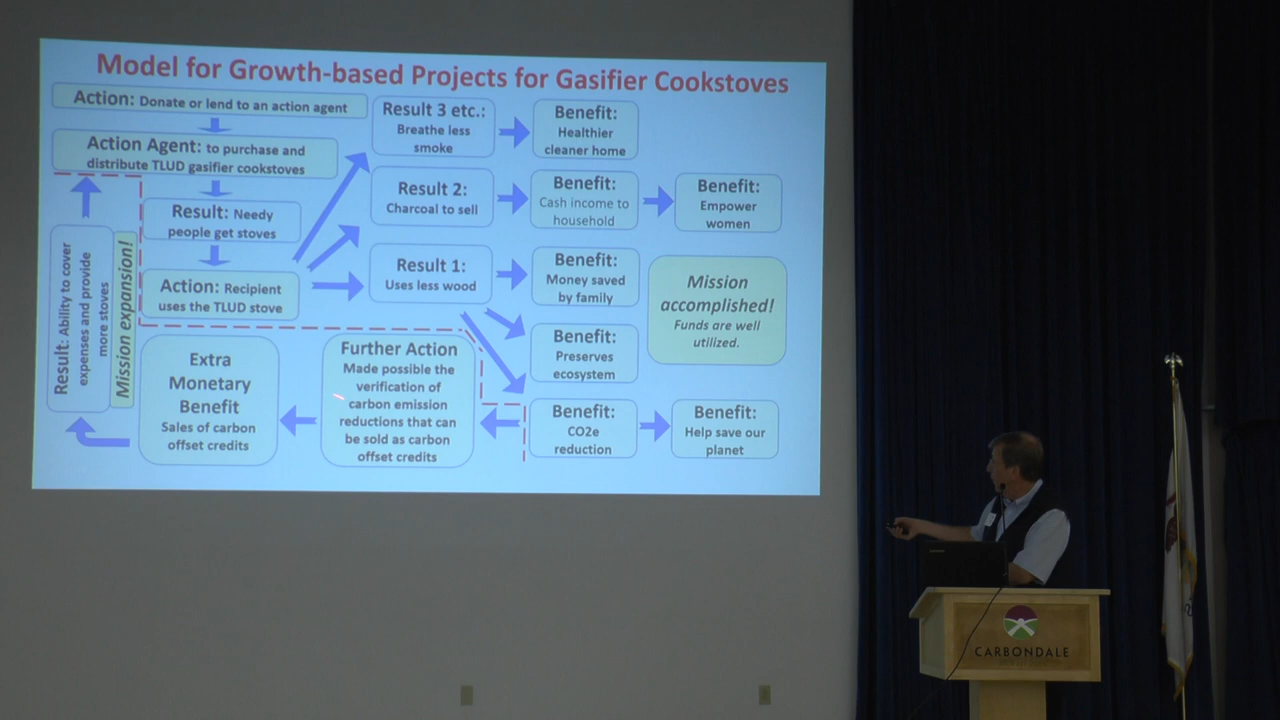 Model for Growth-based Projects for Gasifier Cookstoves
Action: Donate or lend to an action agent
Action Agent: to purchase and
distribute TLUD gasifier cookstoves
Result: Needy
people get stoves
Action: Recipient
uses the TLUD stove
Result 3 etc.:
Breathe less
smoke
Benefit:
Healthier
cleaner home
Result 2:
Charcoal to sell
Benefit:
Cash income to
household
Benefit:
Empower
women
Result 1:
Uses less wood
Benefit:
Money saved
by family
Mission
accomplished!
Funds are well
utilized.
Benefit:
Preserves
ecosystem
Benefit:
CO2e
reduction
Benefit:
Help save our
planet
Further Action
Made possible the
verification of
carbon emission
reductions that can
be sold as carbon
offset credits
Extra
Monetary
Benefit
Sales of carbon
offset credits
Result: Ability to cover
expenses and provide
more stoves
Mission expansion!
CARBONDALE